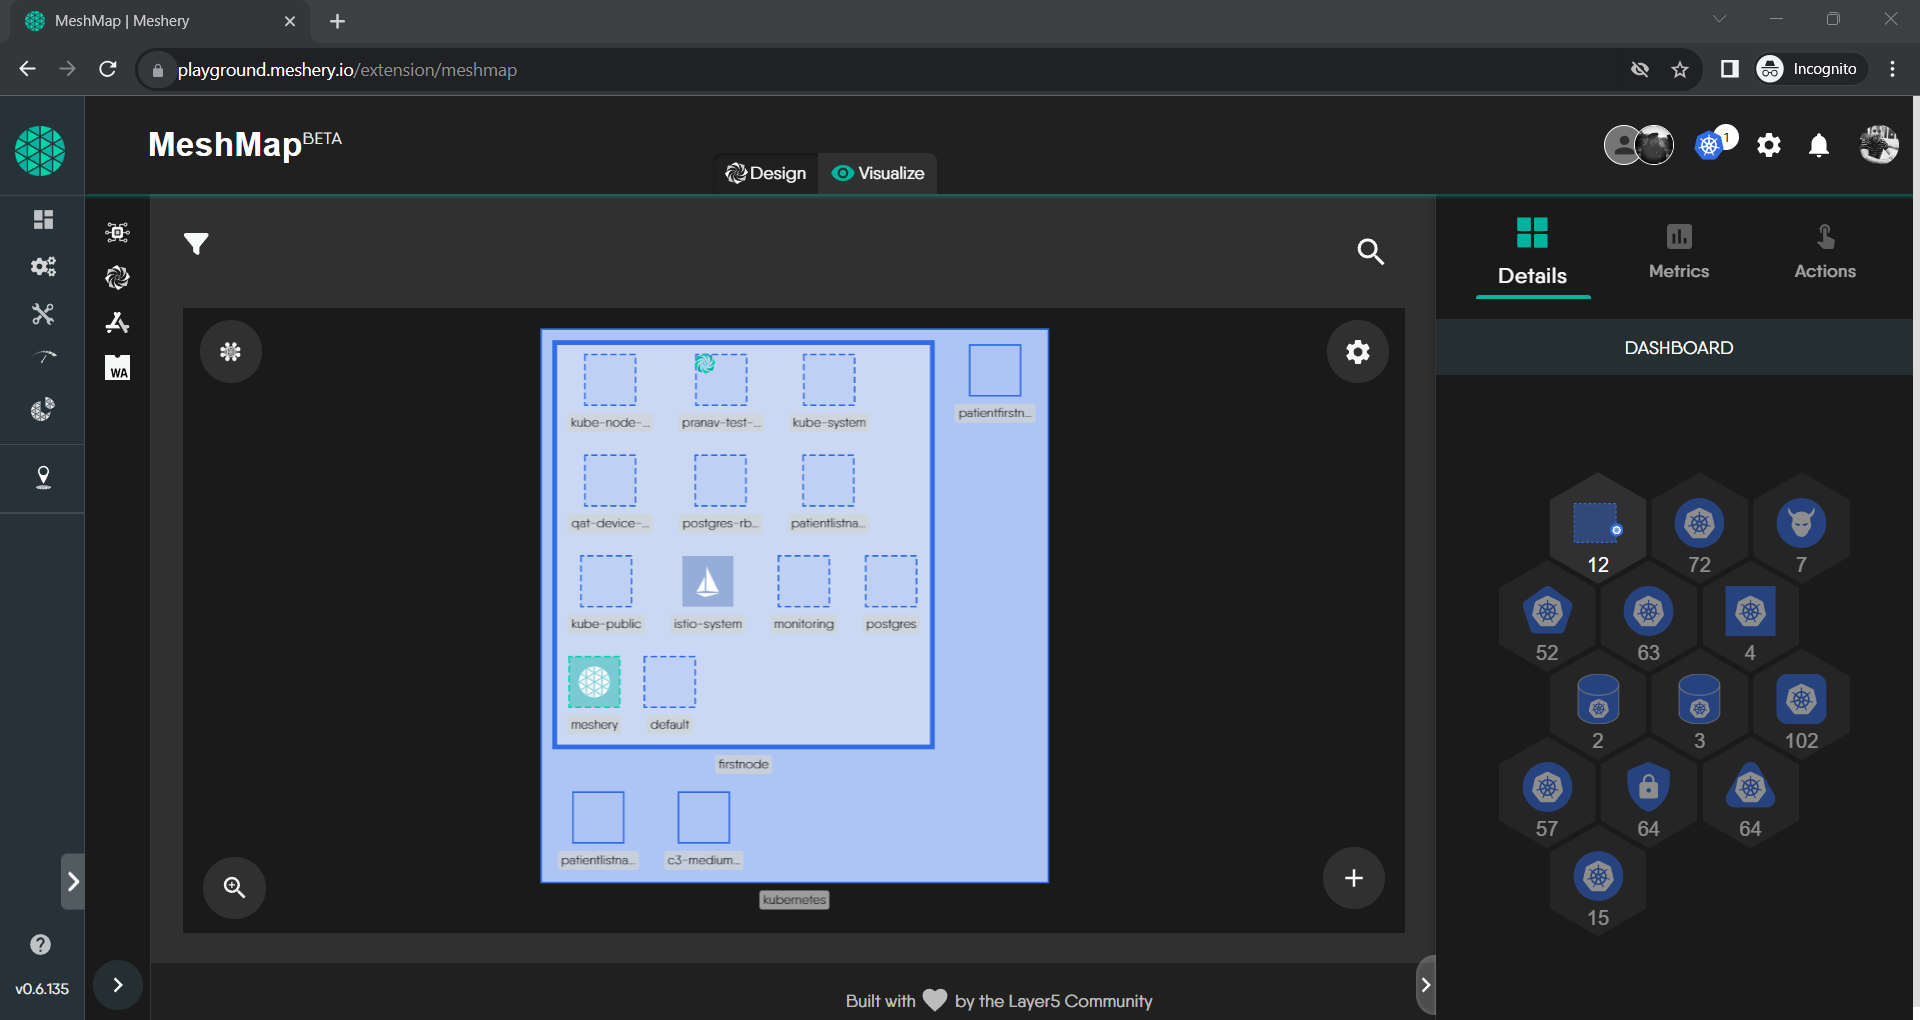 MeshMap | Meshery
playground.meshery.io/extension/meshmap
Incognito
MeshMap BETA
1
Design
Visualize
Details
Metrics
Actions
DASHBOARD
WA
kube-node-...
pranav-test-...
kube-system
patientfirstn...
qat-device-...
postgres-rb...
patientlistna...
kube-public
istio-system
monitoring
postgres
meshery
default
firstnode
patientlistna...
c3-medium...
kubernetes
12
72
7
52
63
4
2
3
102
57
64
64
15
v0.6.135
Built with
by the Layer5 Community